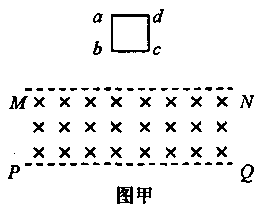 a d
b c
M × × × × × × × × N
× × × × × × × ×
P × × × × × × × × Q
图甲